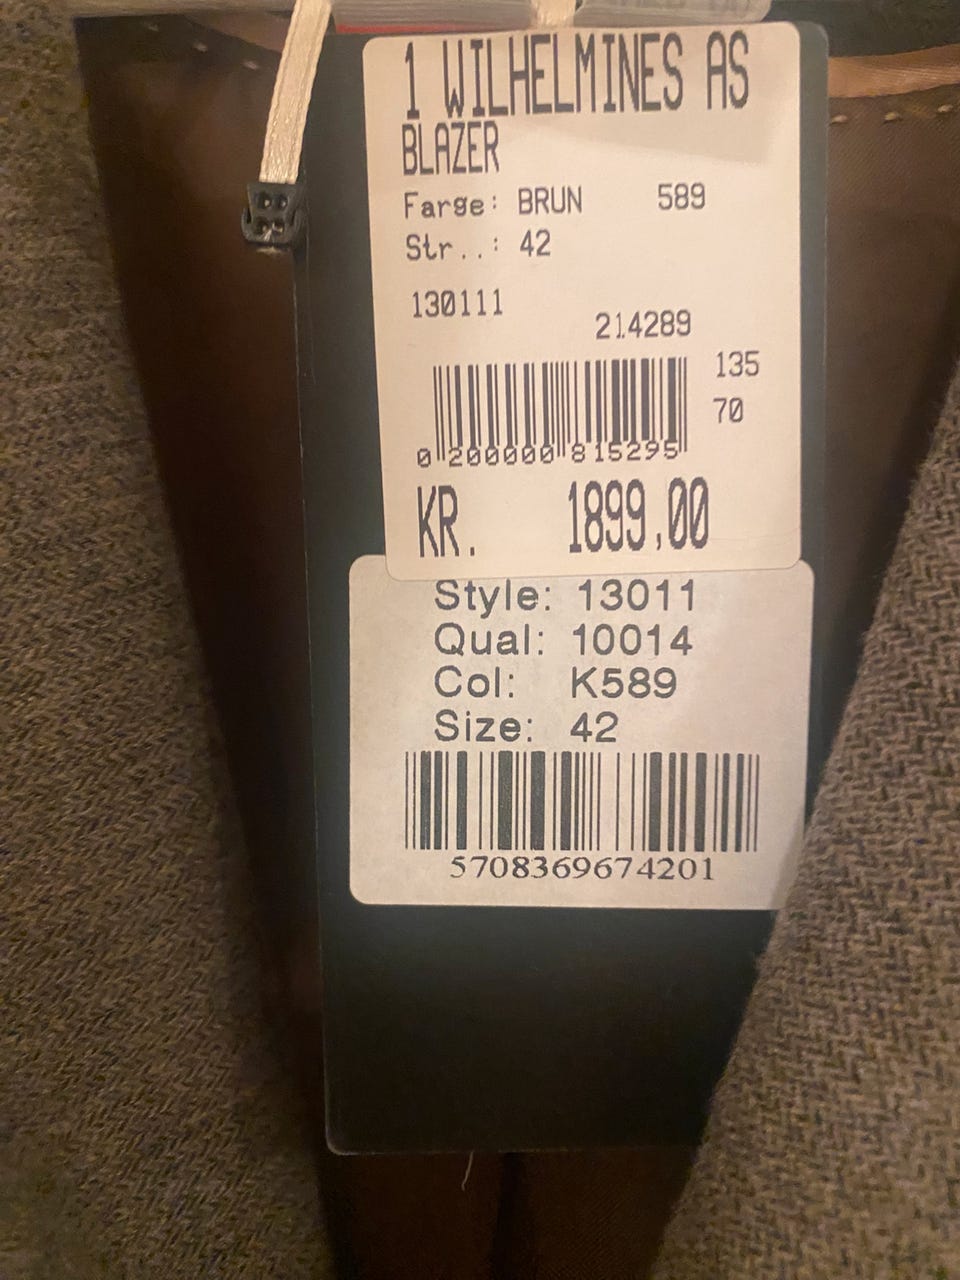 1 WILHELMINES AS
BLAZER
Farge: BRUN 589
Str..: 42
130111
214289
135
70
0 200000 815295
KR. 1899,00
Style: 13011
Qual: 10014
Col: K589
Size: 42
5708369674201